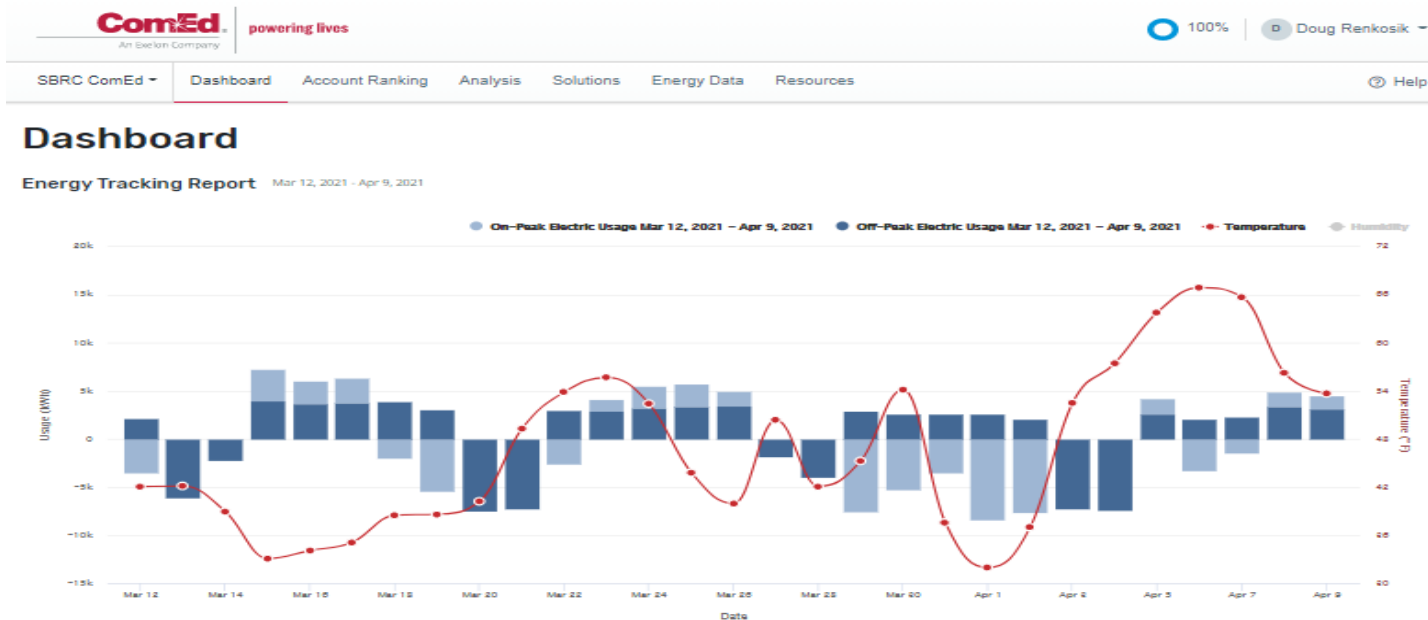 ComEd.
An Exelon Company
powering lives
100%
D Doug Renkosik
SBRC ComEd
Dashboard
Account Ranking
Analysis
Solutions
Energy Data
Resources
Help
Dashboard
Energy Tracking Report Mar 12, 2021 - Apr 9, 2021
On-Peak Electric Usage Mar 12, 2021 – Apr 9, 2021
Off-Peak Electric Usage Mar 12, 2021 – Apr 9, 2021
Temperature
Humidity
20k
15k
10k
5k
0
-5k
-10k
-15k
Usage (kWh)
72
66
60
54
42
Temperature (°F)
Mar 12
Mar 14
Mar 16
Mar 18
Mar 20
Mar 22
Mar 24
Mar 26
Mar 28
Mar 30
Apr 1
Apr 5
Apr 7
Apr 9
Date